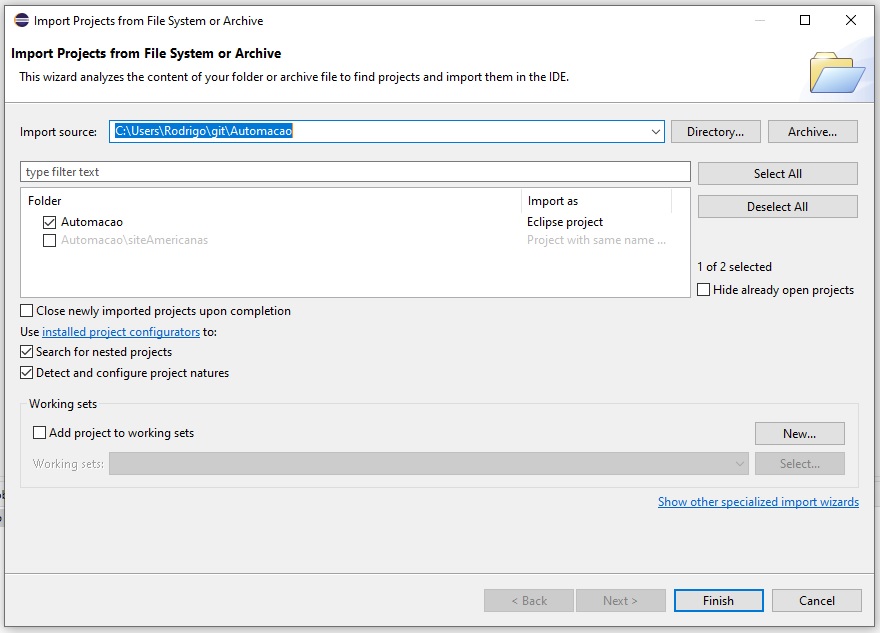 Import Projects from File System or Archive
Import Projects from File System or Archive
This wizard analyzes the content of your folder or archive file to find projects and import them in the IDE.
Import source: C:\Users\Rodrigo\git\Automacao Directory... Archive...
type filter text Select All
Folder Import as
Deselect All
Automacao Eclipse project
Automacao\siteAmericanas Project with same name ...
1 of 2 selected
Hide already open projects
Close newly imported projects upon completion
Use installed project configurators to:
Search for nested projects
Detect and configure project natures
Working sets
Add project to working sets New...
Working sets: Select...
Show other specialized import wizards
< Back Next > Finish Cancel